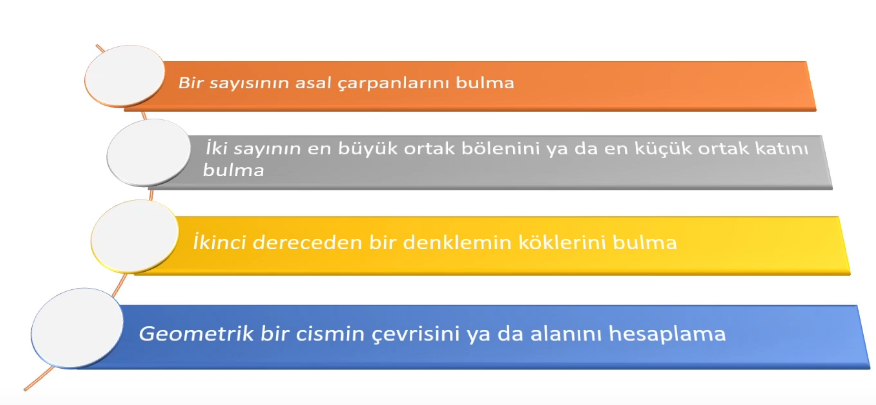 Bir sayısının asal çarpanlarını bulma
İki sayının en büyük ortak bölenini ya da en küçük ortak katını
bulma
İkinci dereceden bir denklemin köklerini bulma
Geometrik bir cismin çevrisini ya da alanını hesaplama